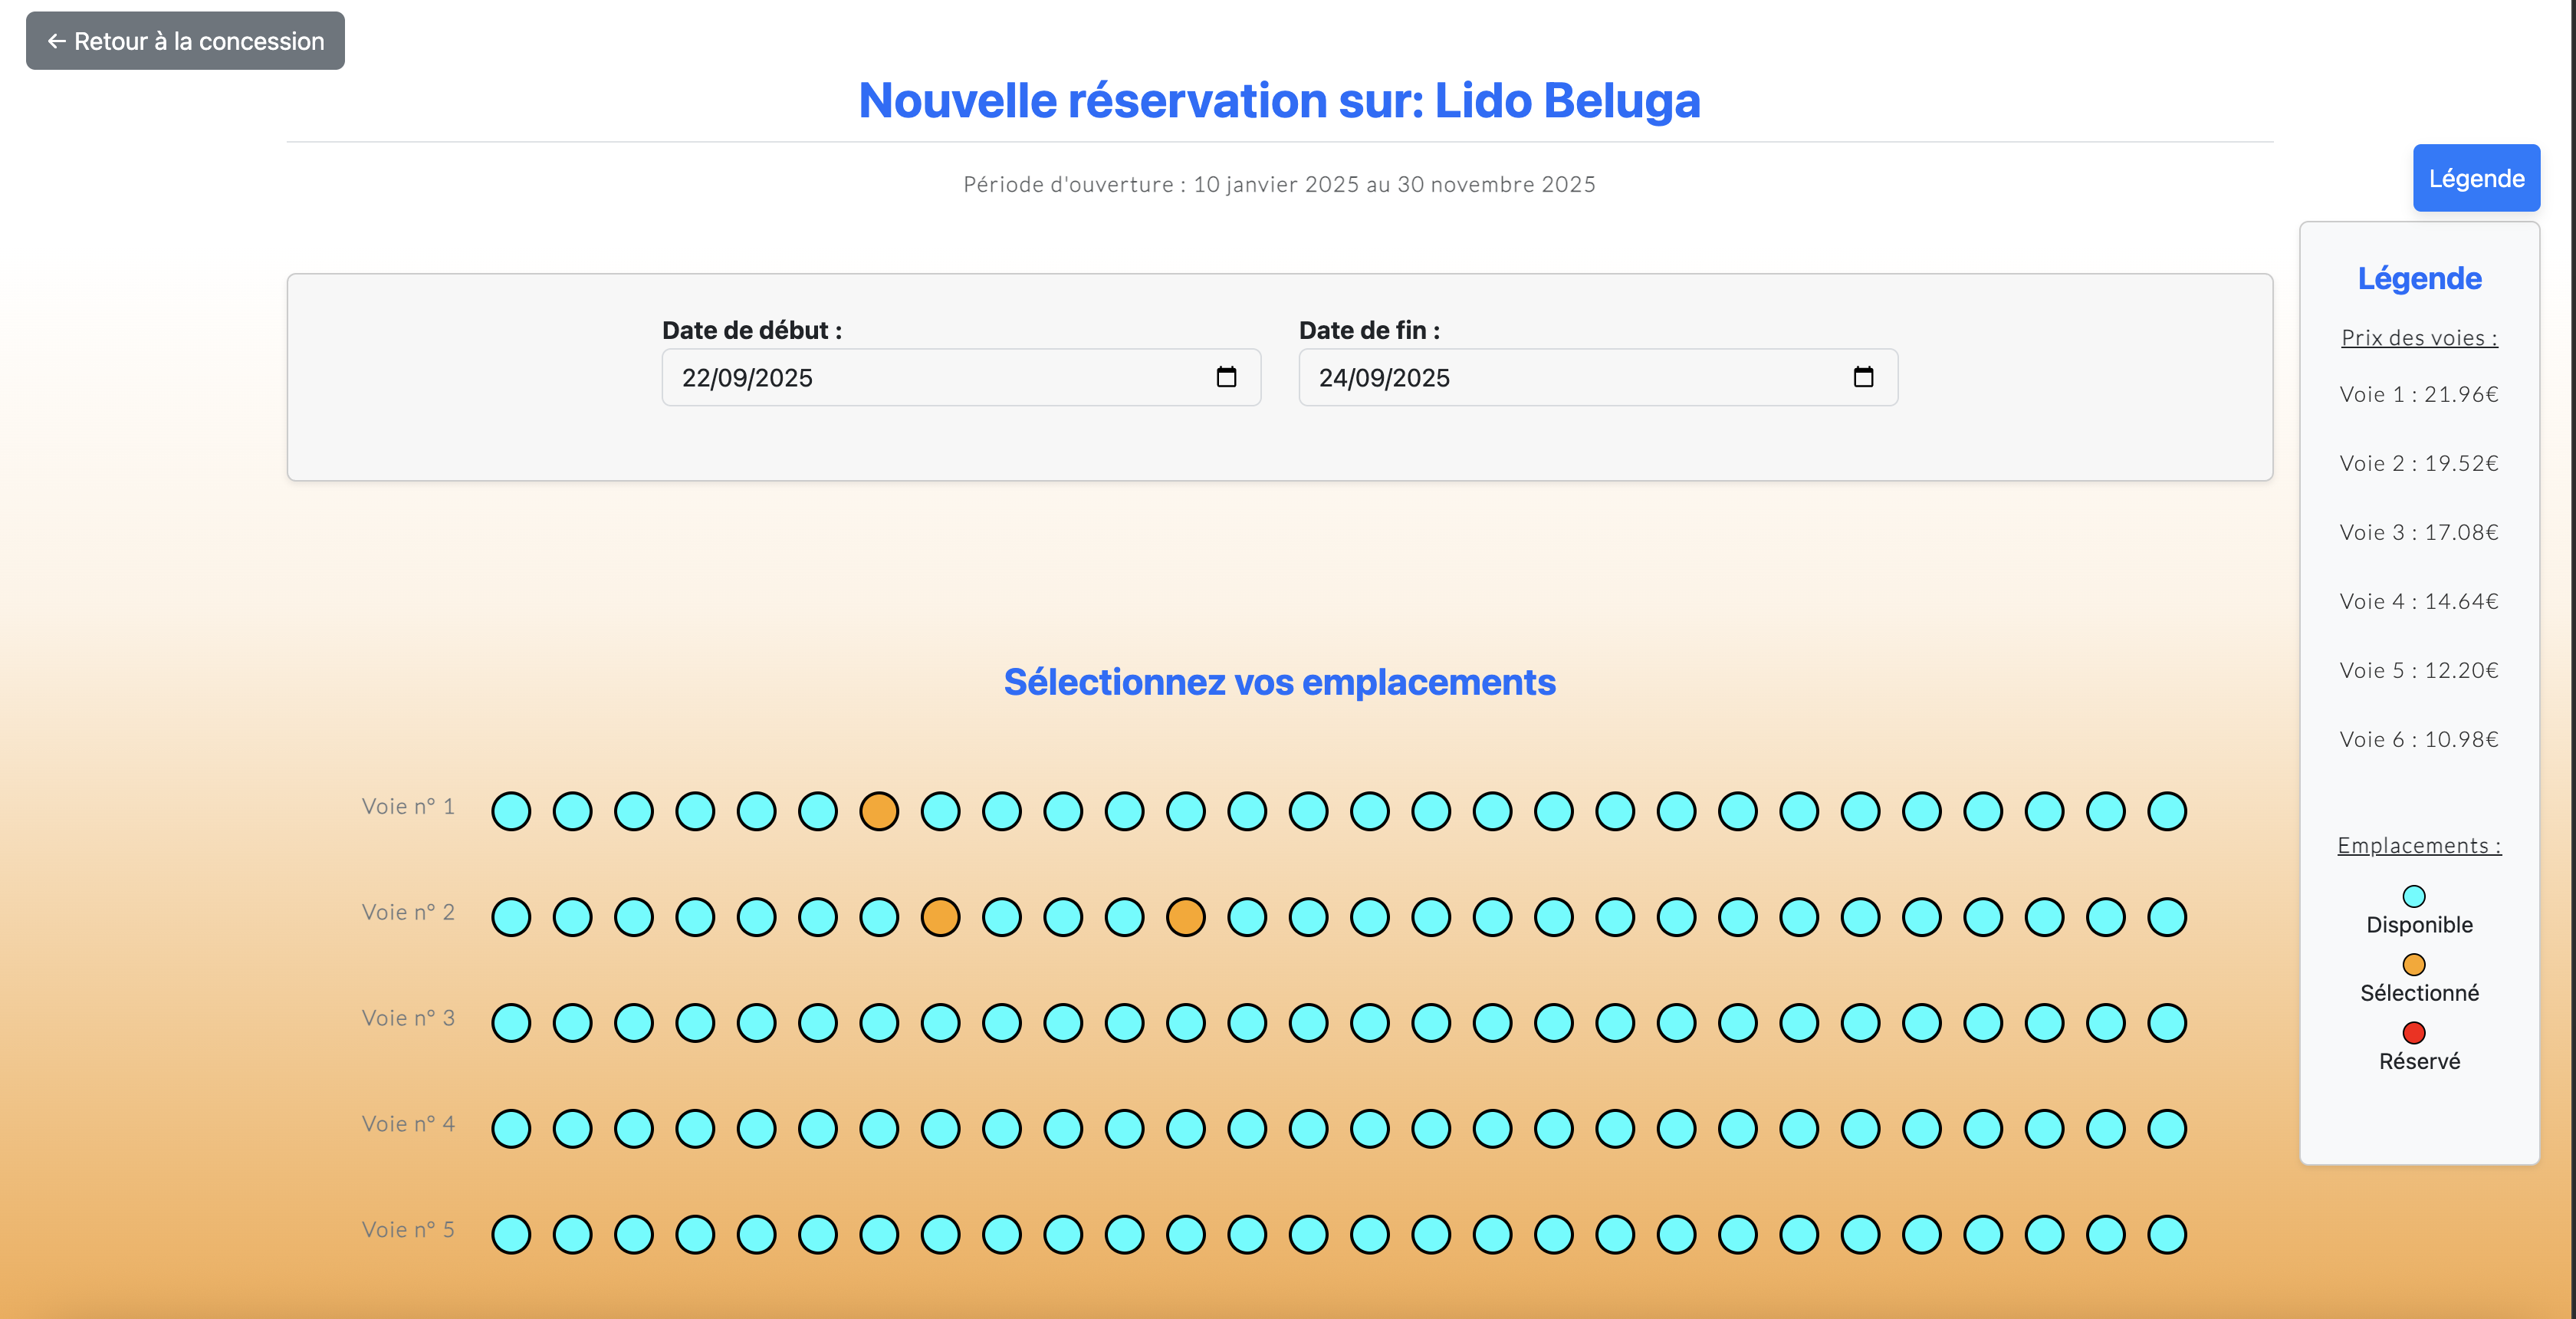 ← Retour à la concession
Nouvelle réservation sur: Lido Beluga
Période d'ouverture : 10 janvier 2025 au 30 novembre 2025
Légende
Date de début :
22/09/2025
Date de fin :
24/09/2025
Légende
Prix des voies :
Voie 1 : 21.96€
Voie 2 : 19.52€
Voie 3 : 17.08€
Voie 4 : 14.64€
Voie 5 : 12.20€
Voie 6 : 10.98€
Emplacements :
Disponible
Sélectionné
Réservé
Sélectionnez vos emplacements
Voie n° 1
Voie n° 2
Voie n° 3
Voie n° 4
Voie n° 5